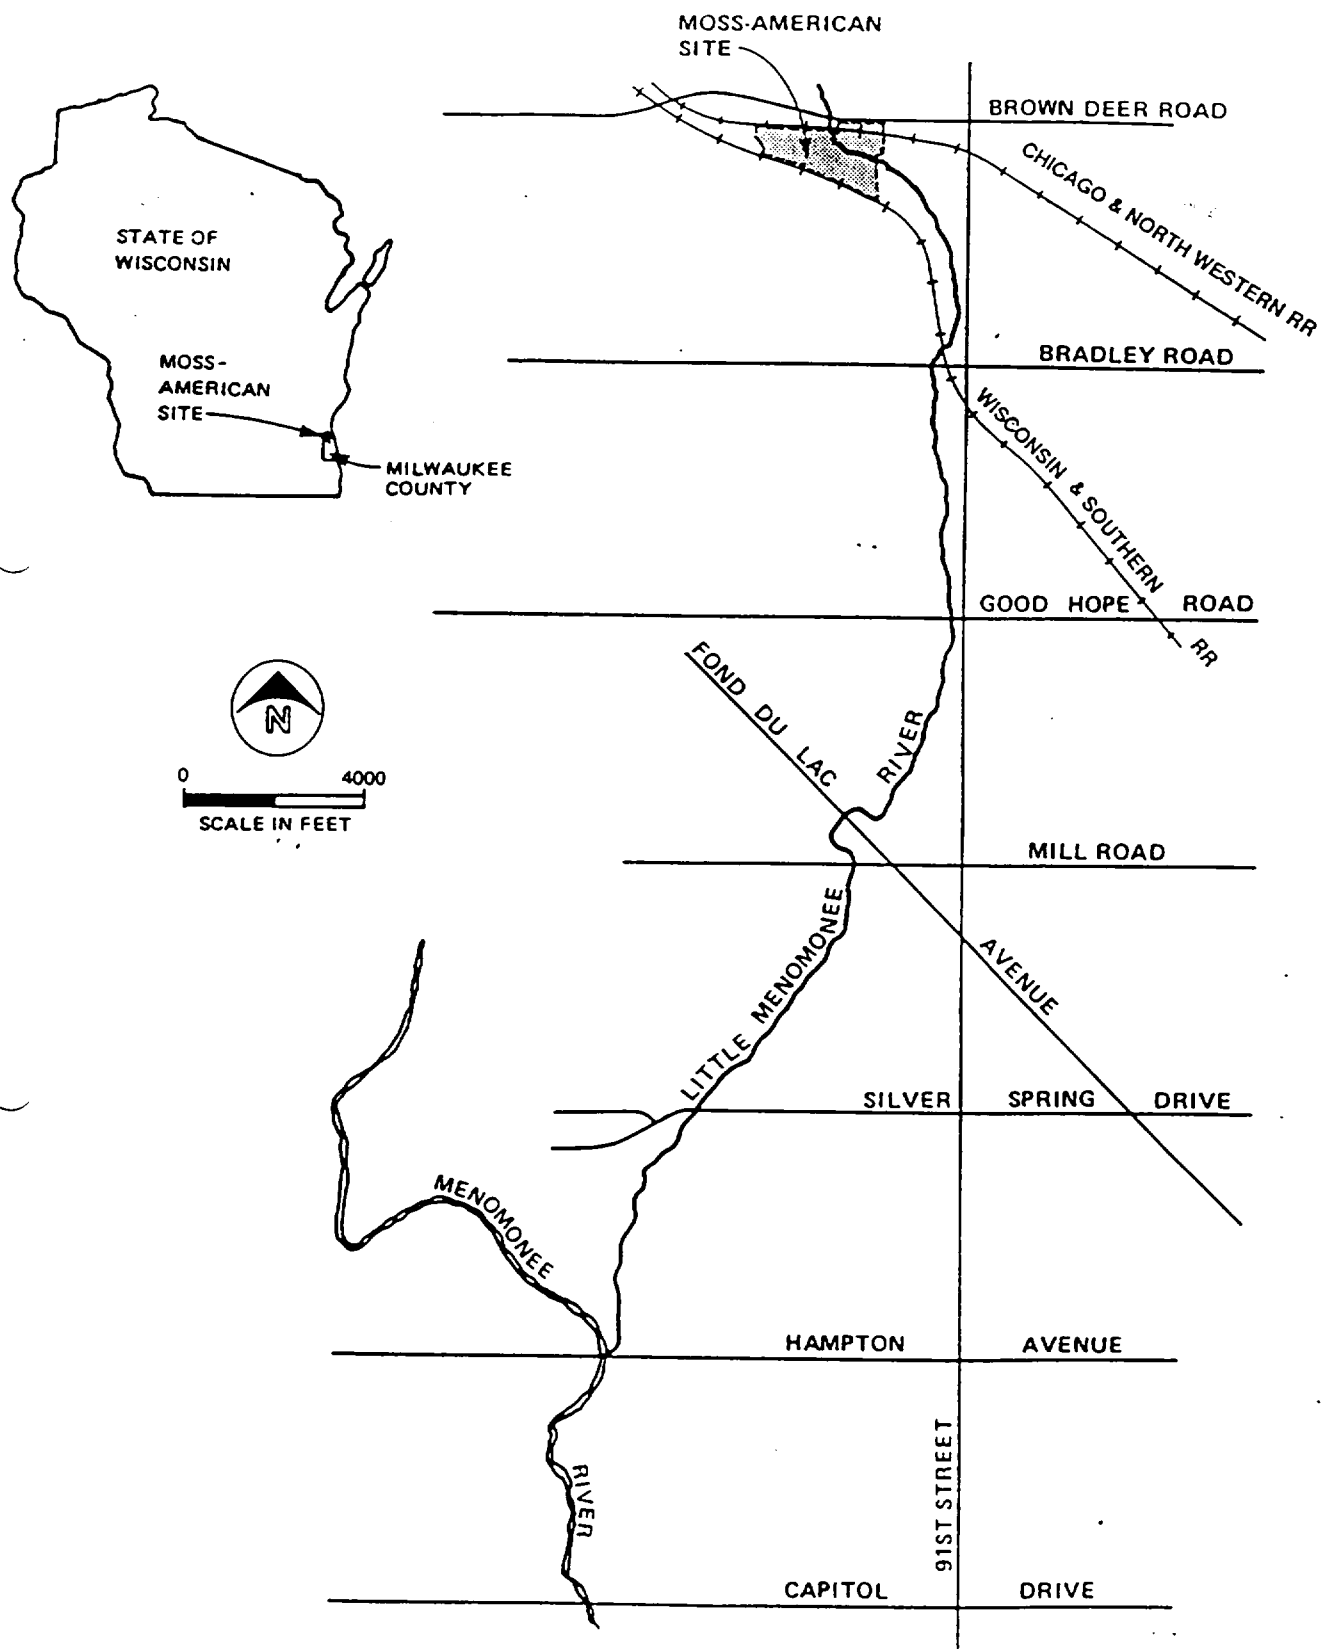 MOSS-AMERICAN
SITE
BROWN DEER ROAD
CHICAGO & NORTH WESTERN RR
STATE OF
WISCONSIN
MOSS-
AMERICAN
SITE
MILWAUKEE
COUNTY
BRADLEY ROAD
WISCONSIN & SOUTHERN RR
GOOD HOPE ROAD
FOND DU LAC AVENUE
N
0 4000
SCALE IN FEET
MILL ROAD
LITTLE MENOMONEE RIVER
SILVER SPRING DRIVE
MENOMONEE RIVER
HAMPTON AVENUE
91ST STREET
CAPITOL DRIVE